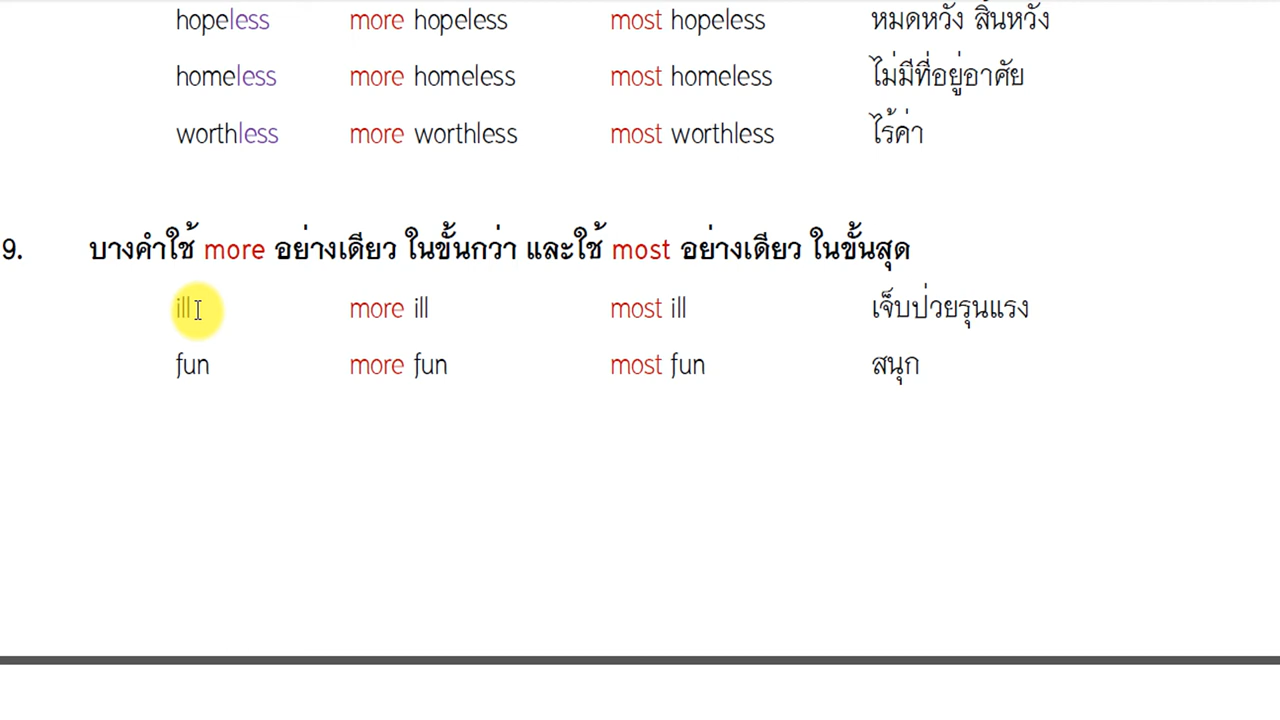 hopeless more hopeless most hopeless หมดหวัง สิ้นหวัง
homeless more homeless most homeless ไม่มีที่อยู่อาศัย
worthless more worthless most worthless ไร้ค่า
9. บางคำใช้ more อย่างเดียว ในขั้นกว่า และใช้ most อย่างเดียว ในขั้นสุด
ill more ill most ill เจ็บป่วยรุนแรง
fun more fun most fun สนุก